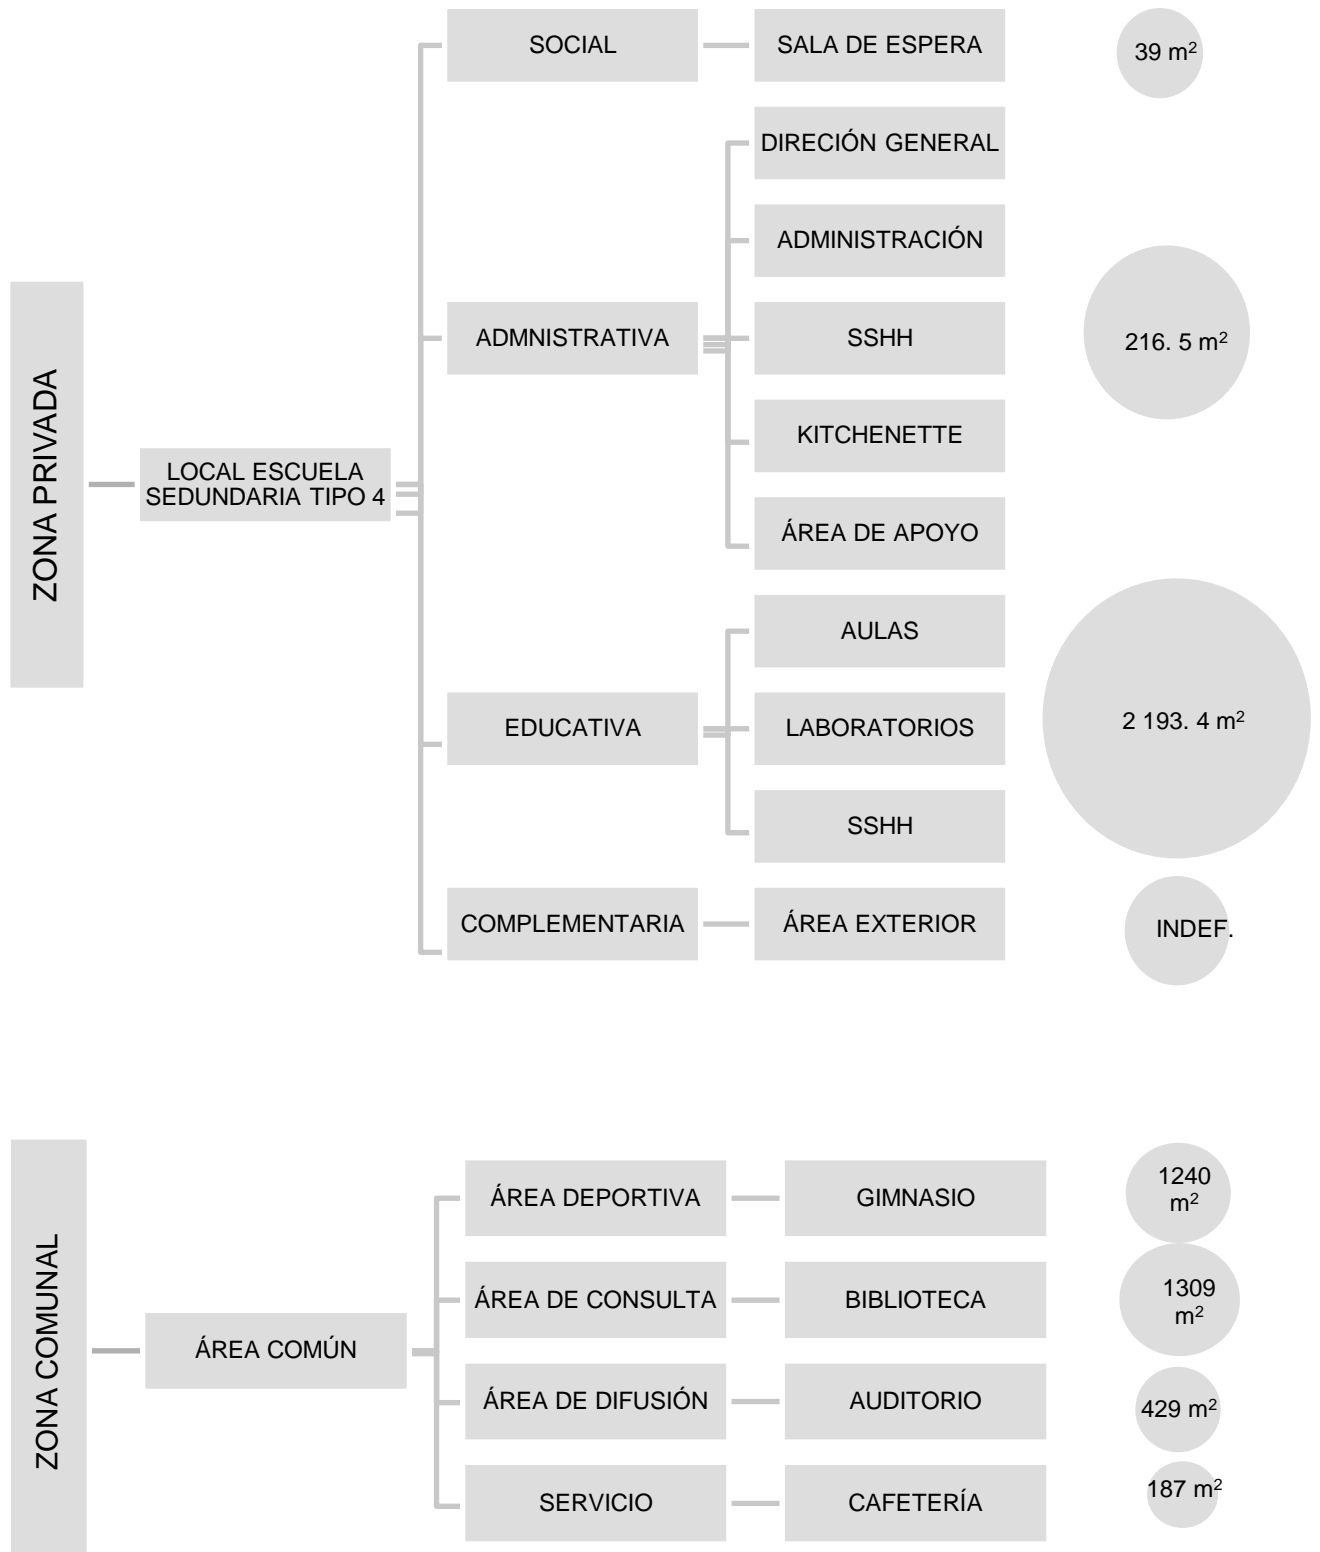 ZONA PRIVADA
LOCAL ESCUELA
SEDUNDARIA TIPO 4
SOCIAL
SALA DE ESPERA
39 m²
ADMNISTRATIVA
DIRECIÓN GENERAL
ADMINISTRACIÓN
SSHH
KITCHENETTE
ÁREA DE APOYO
216. 5 m²
EDUCATIVA
AULAS
LABORATORIOS
SSHH
2 193. 4 m²
COMPLEMENTARIA
ÁREA EXTERIOR
INDEF.
ZONA COMUNAL
ÁREA COMÚN
ÁREA DEPORTIVA
GIMNASIO
1240
m²
ÁREA DE CONSULTA
BIBLIOTECA
1309
m²
ÁREA DE DIFUSIÓN
AUDITORIO
429 m²
SERVICIO
CAFETERÍA
187 m²